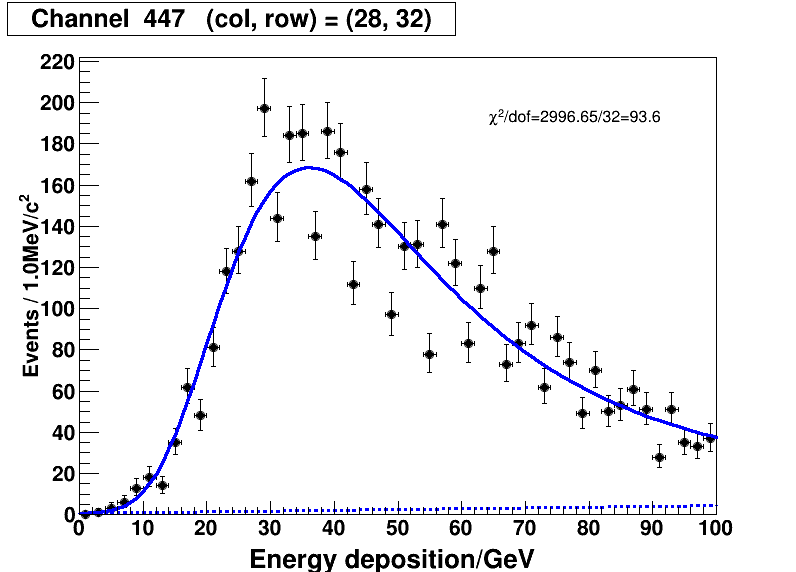 Channel 447 (col, row) = (28, 32)
χ²/dof=2996.65/32=93.6
Events / 1.0MeV/c²
220
200
180
160
140
120
100
80
60
40
20
0
0 10 20 30 40 50 60 70 80 90 100
Energy deposition/GeV